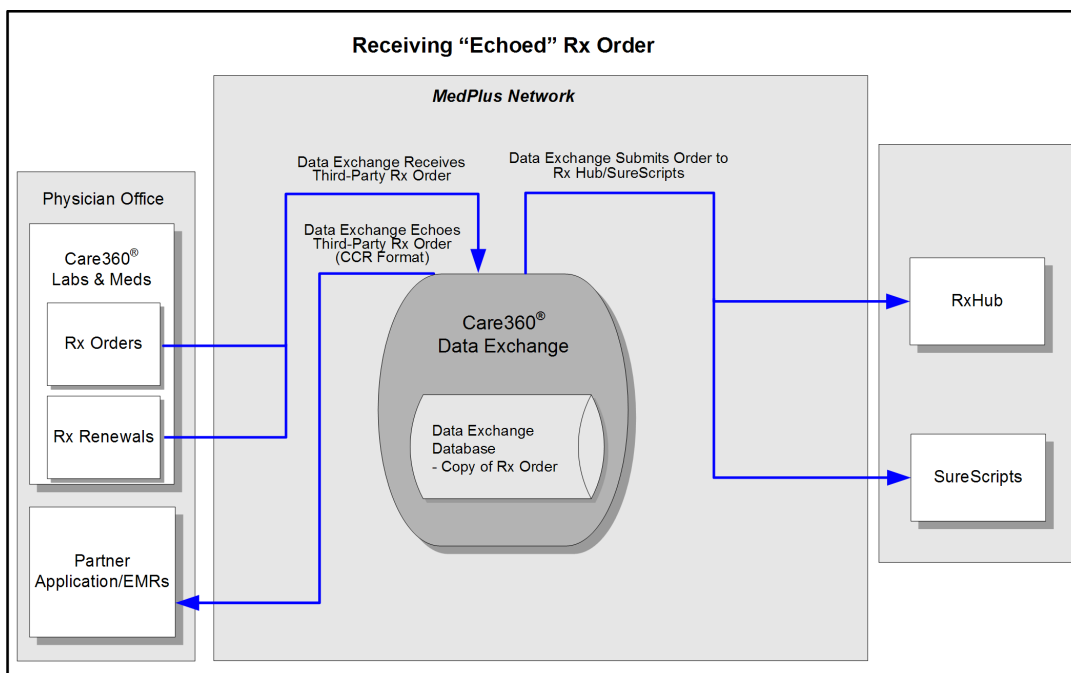 Receiving “Echoed” Rx Order
MedPlus Network
Data Exchange Receives
Third-Party Rx Order
Data Exchange Submits Order to
Rx Hub/SureScripts
Physician Office
Care360®
Labs & Meds
Rx Orders
Rx Renewals
Partner
Application/EMRs
Data Exchange Echoes
Third-Party Rx Order
(CCR Format)
Care360®
Data Exchange
Data Exchange
Database
- Copy of Rx Order
RxHub
SureScripts